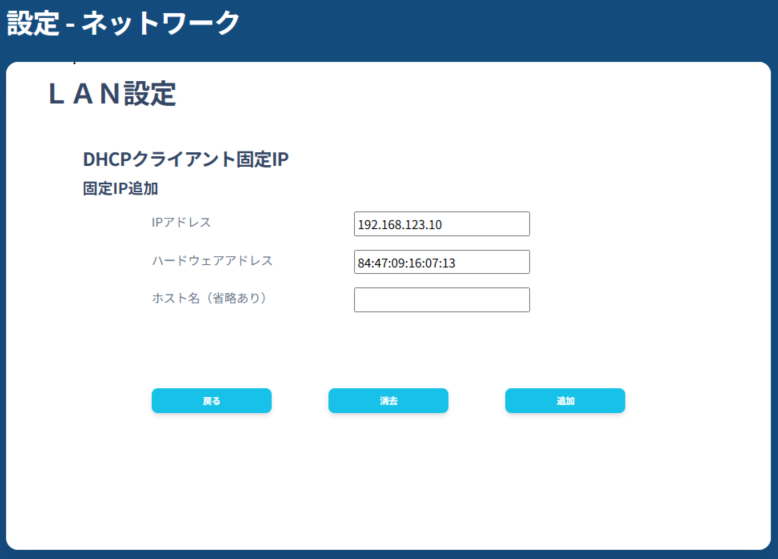 設定 - ネットワーク
ＬＡＮ設定
DHCPクライアント固定IP
固定IP追加
IPアドレス 192.168.123.10
ハードウェアアドレス 84:47:09:16:07:13
ホスト名（省略あり）
戻る 消去 追加